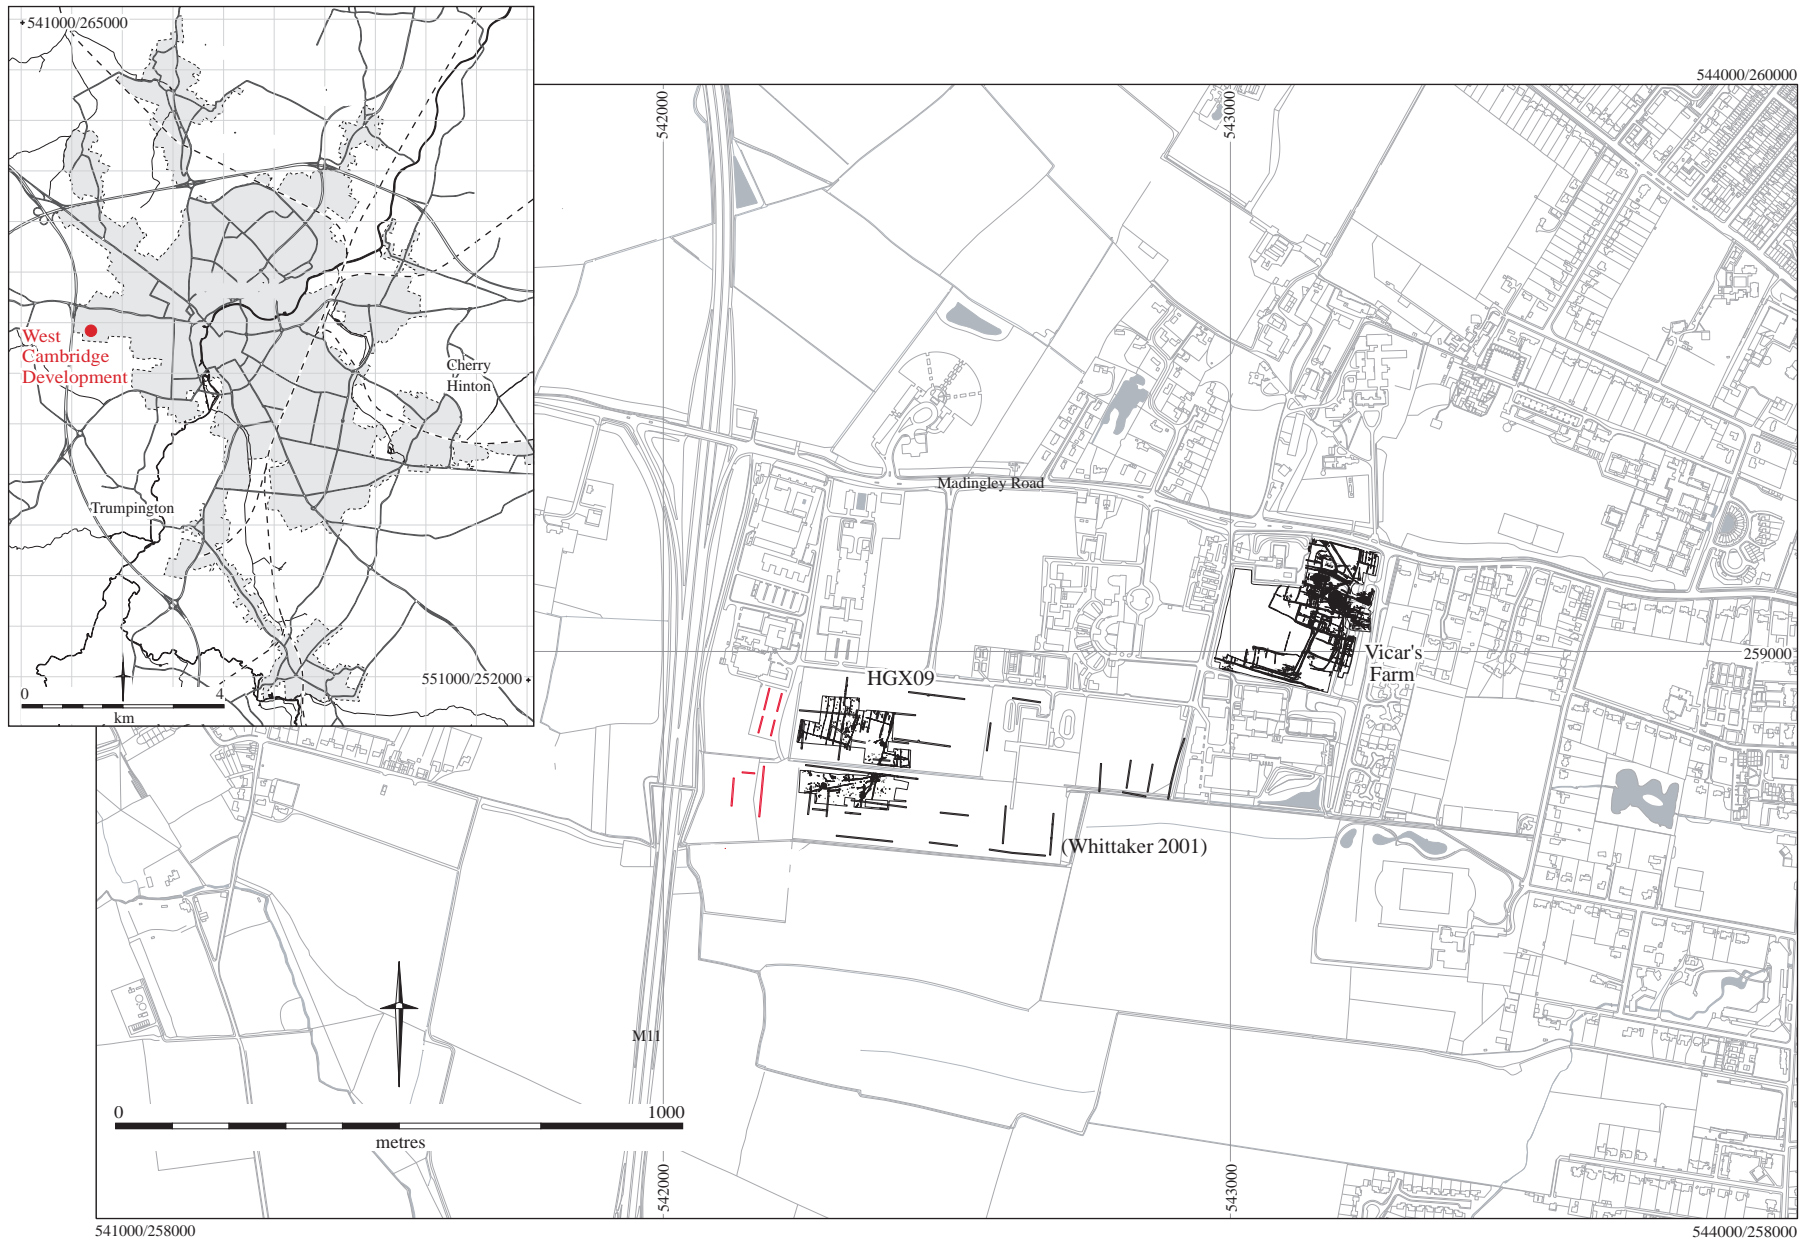 541000/265000
West
Cambridge
Development
Cherry
Hinton
Trumpington
551000/252000
0 4
km
544000/260000
542000
543000
Madingley Road
HGX09
Vicar's
Farm
259000
(Whittaker 2001)
M11
0 1000
metres
542000
543000
541000/258000
544000/258000